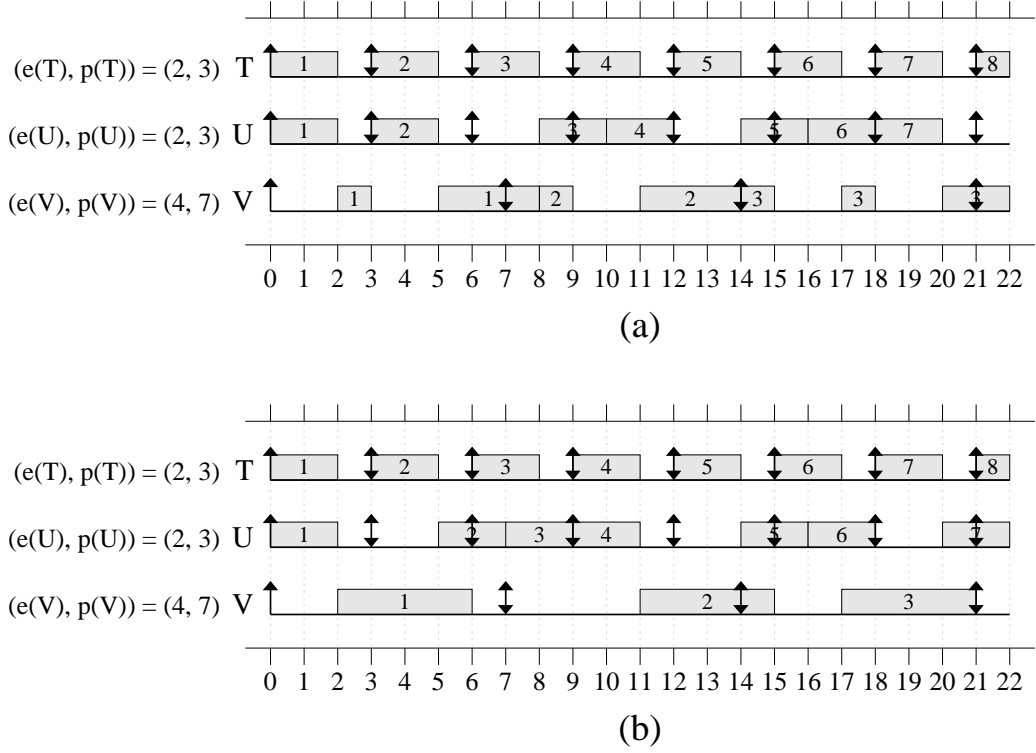 (e(T), p(T)) = (2, 3) T 1 2 3 4 5 6 7 8
(e(U), p(U)) = (2, 3) U 1 2 3 4 5 6 7
(e(V), p(V)) = (4, 7) V 1 1 2 2 3 3 3
0 1 2 3 4 5 6 7 8 9 10 11 12 13 14 15 16 17 18 19 20 21 22
(a)
(e(T), p(T)) = (2, 3) T 1 2 3 4 5 6 7 8
(e(U), p(U)) = (2, 3) U 1 2 3 4 5 6 7
(e(V), p(V)) = (4, 7) V 1 2 3
0 1 2 3 4 5 6 7 8 9 10 11 12 13 14 15 16 17 18 19 20 21 22
(b)